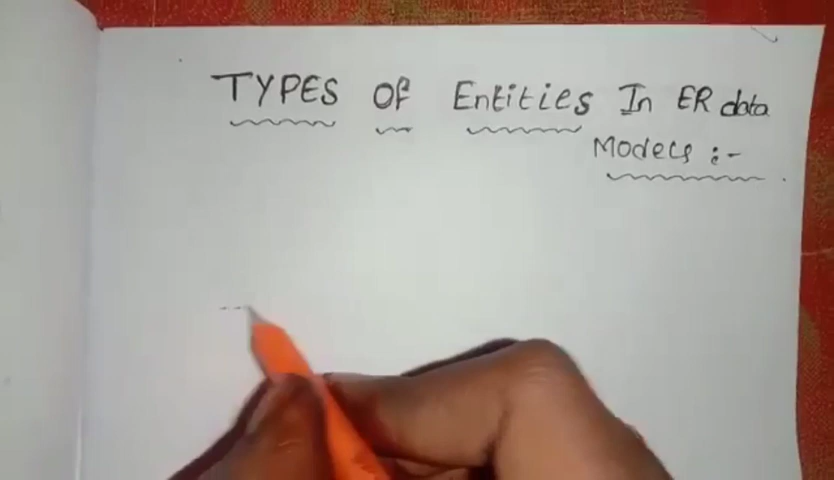 TYPES OF Entities In ER data
Models :-